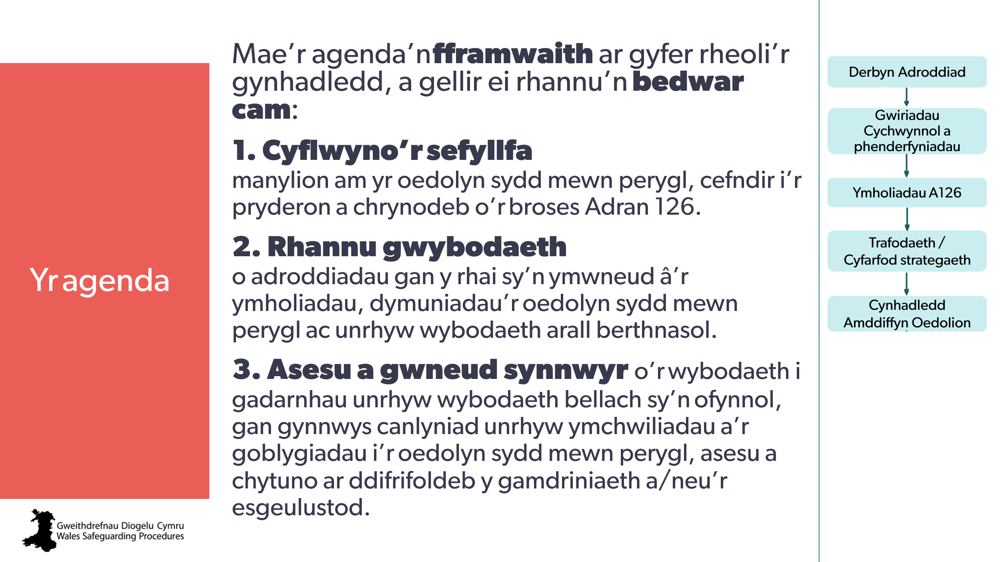 Yr agenda
Mae’r agenda’n fframwaith ar gyfer rheoli’r
gynhadledd, a gellir ei rhannu’n bedwar
cam:
1. Cyflwyno’r sefyllfa
manylion am yr oedolyn sydd mewn perygl, cefndir i’r
pryderon a chrynodeb o’r broses Adran 126.
2. Rhannu gwybodaeth
o adroddiadau gan y rhai sy’n ymwneud â’r
ymholiadau, dymuniadau’r oedolyn sydd mewn
perygl ac unrhyw wybodaeth arall berthnasol.
3. Asesu a gwneud synnwyr o’r wybodaeth i
gadarnhau unrhyw wybodaeth bellach sy’n ofynnol,
gan gynnwys canlyniad unrhyw ymchwiliadau a’r
goblygiadau i’r oedolyn sydd mewn perygl, asesu a
chytuno ar ddifrifoldeb y gamdriniaeth a/neu’r
esgeulustod.
Derbyn Adroddiad
Gwiriadau
Cychwynnol a
phenderfyniadau
Ymholiadau A126
Trafodaeth /
Cyfarfod strategaeth
Cynhadledd
Amddiffyn Oedolion
Gweithdrefnau Diogelu Cymru
Wales Safeguarding Procedures